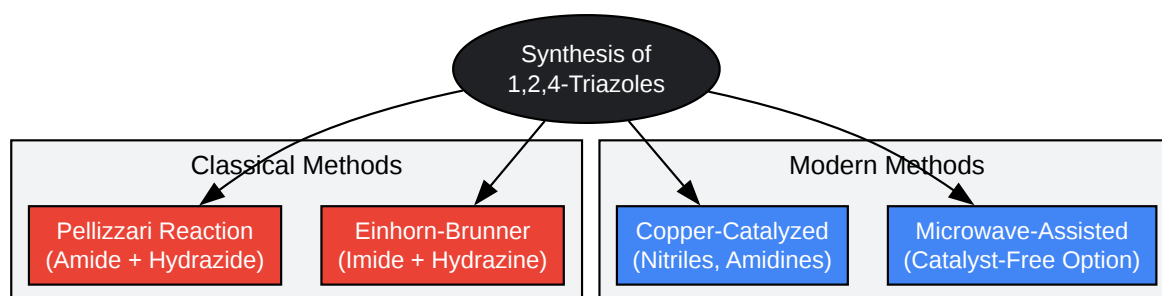 Synthesis of
1,2,4-Triazoles
Classical Methods
Modern Methods
Pellizzari Reaction
(Amide + Hydrazide)
Einhorn-Brunner
(Imide + Hydrazine)
Copper-Catalyzed
(Nitriles, Amidines)
Microwave-Assisted
(Catalyst-Free Option)